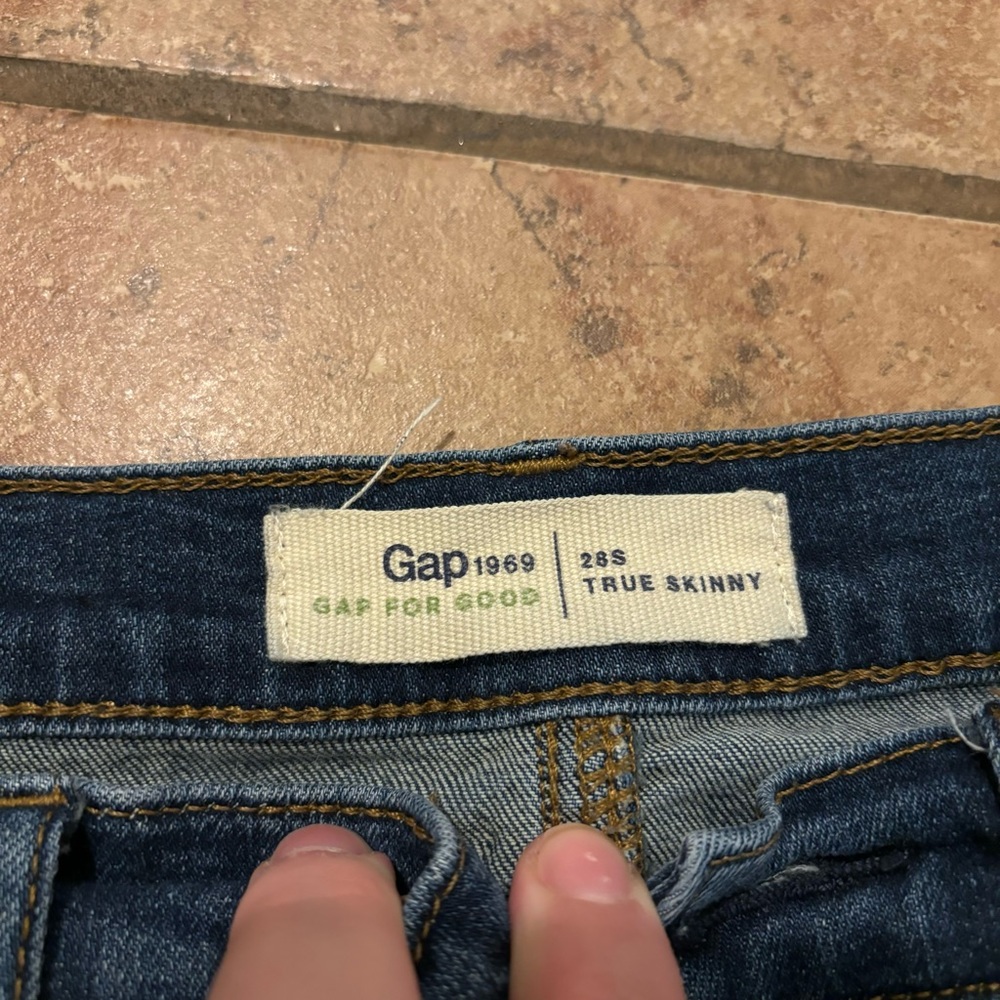 Gap 1969
GAP FOR GOOD
28S
TRUE SKINNY